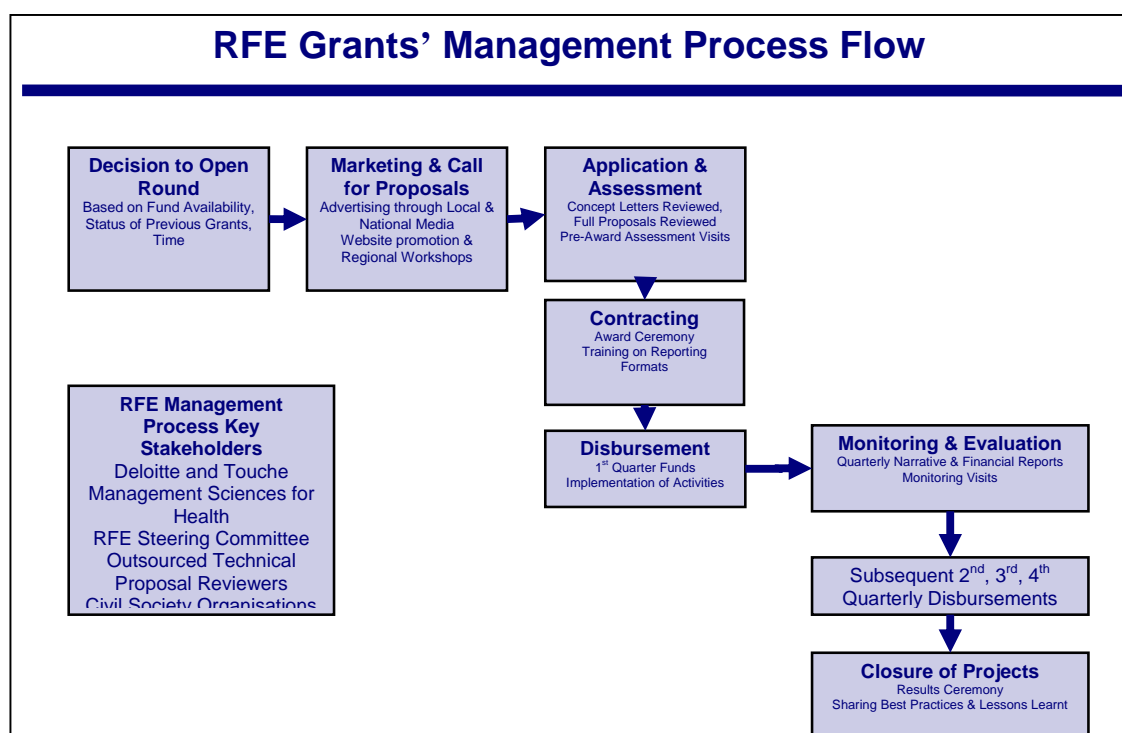 RFE Grants’ Management Process Flow
Decision to Open
Round
Based on Fund Availability,
Status of Previous Grants,
Time
Marketing & Call
for Proposals
Advertising through Local &
National Media
Website promotion &
Regional Workshops
Application &
Assessment
Concept Letters Reviewed,
Full Proposals Reviewed
Pre-Award Assessment Visits
Contracting
Award Ceremony
Training on Reporting
Formats
RFE Management
Process Key
Stakeholders
Deloitte and Touche
Management Sciences for
Health
RFE Steering Committee
Outsourced Technical
Proposal Reviewers
Civil Society Organisations
Disbursement
1st Quarter Funds
Implementation of Activities
Monitoring & Evaluation
Quarterly Narrative & Financial Reports
Monitoring Visits
Subsequent 2nd, 3rd, 4th
Quarterly Disbursements
Closure of Projects
Results Ceremony
Sharing Best Practices & Lessons Learnt